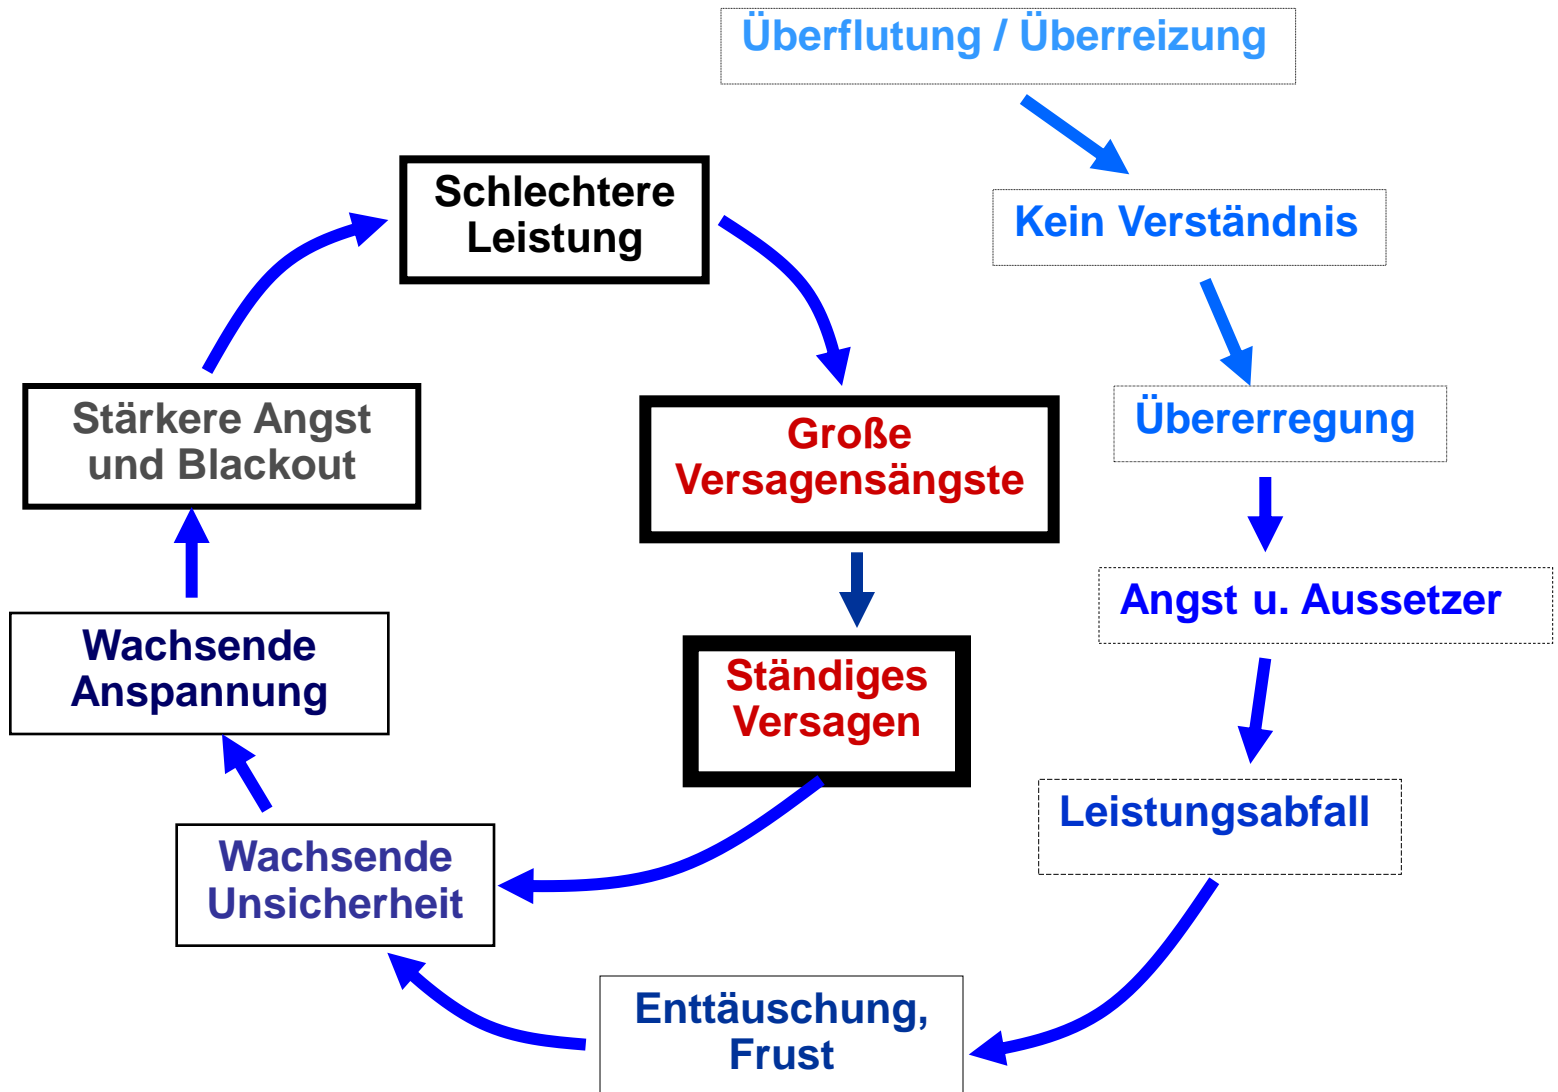 Überflutung / Überreizung
Schlechtere
Leistung
Kein Verständnis
Stärkere Angst
und Blackout
Große
Versagensängste
Übererregung
Angst u. Aussetzer
Wachsende
Anspannung
Ständiges
Versagen
Leistungsabfall
Wachsende
Unsicherheit
Enttäuschung,
Frust